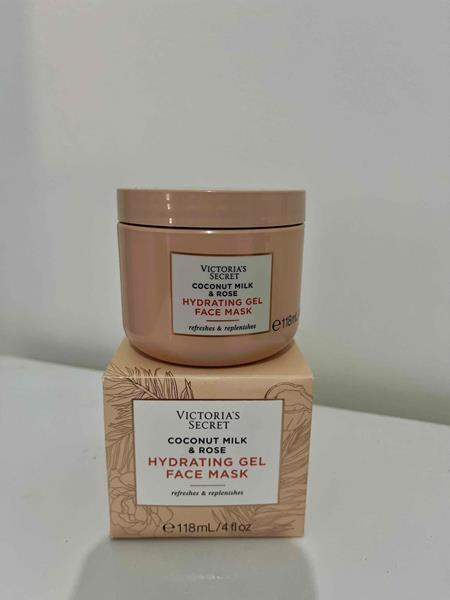 VICTORIA'S
SECRET
COCONUT MILK
& ROSE
HYDRATING GEL
FACE MASK
refreshes & replenishes
℮118mL
VICTORIA'S
SECRET
COCONUT MILK
& ROSE
HYDRATING GEL
FACE MASK
refreshes & replenishes
℮118mL/4 fl oz